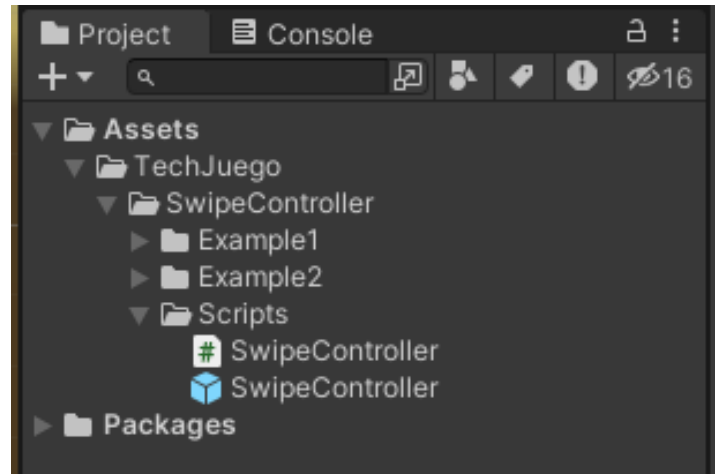 Project Console
16
Assets
TechJuego
SwipeController
Example1
Example2
Scripts
# SwipeController
SwipeController
Packages